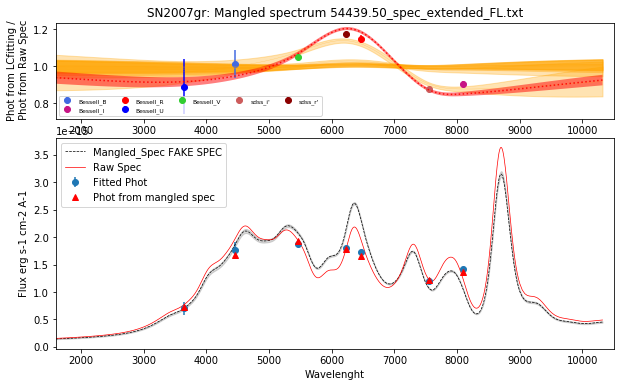 SN2007gr: Mangled spectrum 54439.50_spec_extended_FL.txt
Phot from LCfitting /
Phot from Raw Spec
1.2
1.0
0.8
Bessell_B
Bessell_R
Bessell_V
sdss_i'
sdss_r'
Bessell_I
Bessell_U
2000 3000 4000 5000 6000 7000 8000 9000 10000
Flux erg s-1 cm-2 A-1
3.5
3.0
2.5
2.0
1.5
1.0
0.5
0.0
Mangled_Spec FAKE SPEC
Raw Spec
Fitted Phot
Phot from mangled spec
2000 3000 4000 5000 6000 7000 8000 9000 10000
Wavelenght